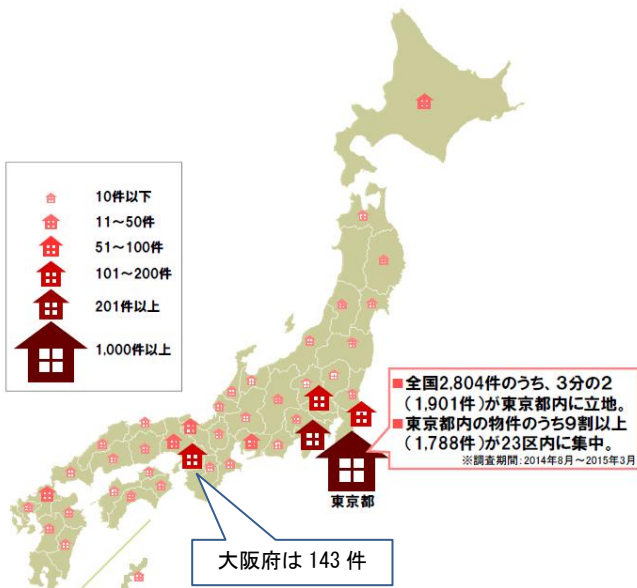 10件以下
11~50件
51~100件
101~200件
201件以上
1,000件以上
■全国2,804件のうち、3分の2
(1,901件)が東京都内に立地。
■東京都内の物件のうち9割以上
(1,788件)が23区内に集中。
※調査期間:2014年8月~2015年3月
東京都
大阪府は 143 件